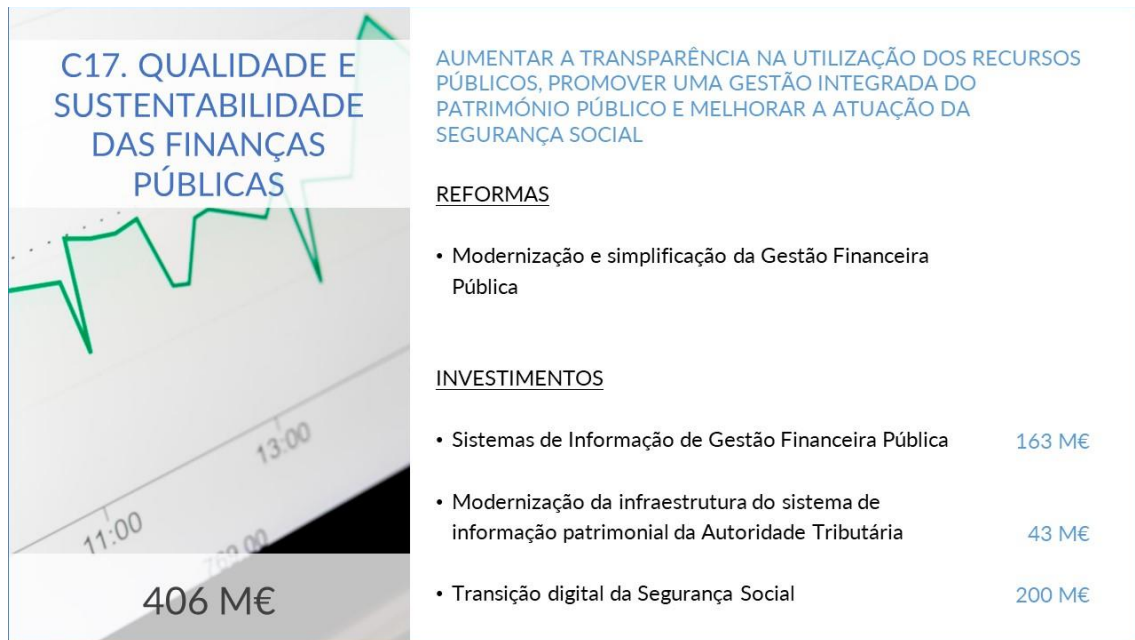 C17. QUALIDADE E
SUSTENTABILIDADE
DAS FINANÇAS
PÚBLICAS
13:00
11:00
769.00
406 M€
AUMENTAR A TRANSPARÊNCIA NA UTILIZAÇÃO DOS RECURSOS
PÚBLICOS, PROMOVER UMA GESTÃO INTEGRADA DO
PATRIMÓNIO PÚBLICO E MELHORAR A ATUAÇÃO DA
SEGURANÇA SOCIAL
REFORMAS
• Modernização e simplificação da Gestão Financeira
Pública
INVESTIMENTOS
• Sistemas de Informação de Gestão Financeira Pública 163 M€
• Modernização da infraestrutura do sistema de
informação patrimonial da Autoridade Tributária 43 M€
• Transição digital da Segurança Social 200 M€